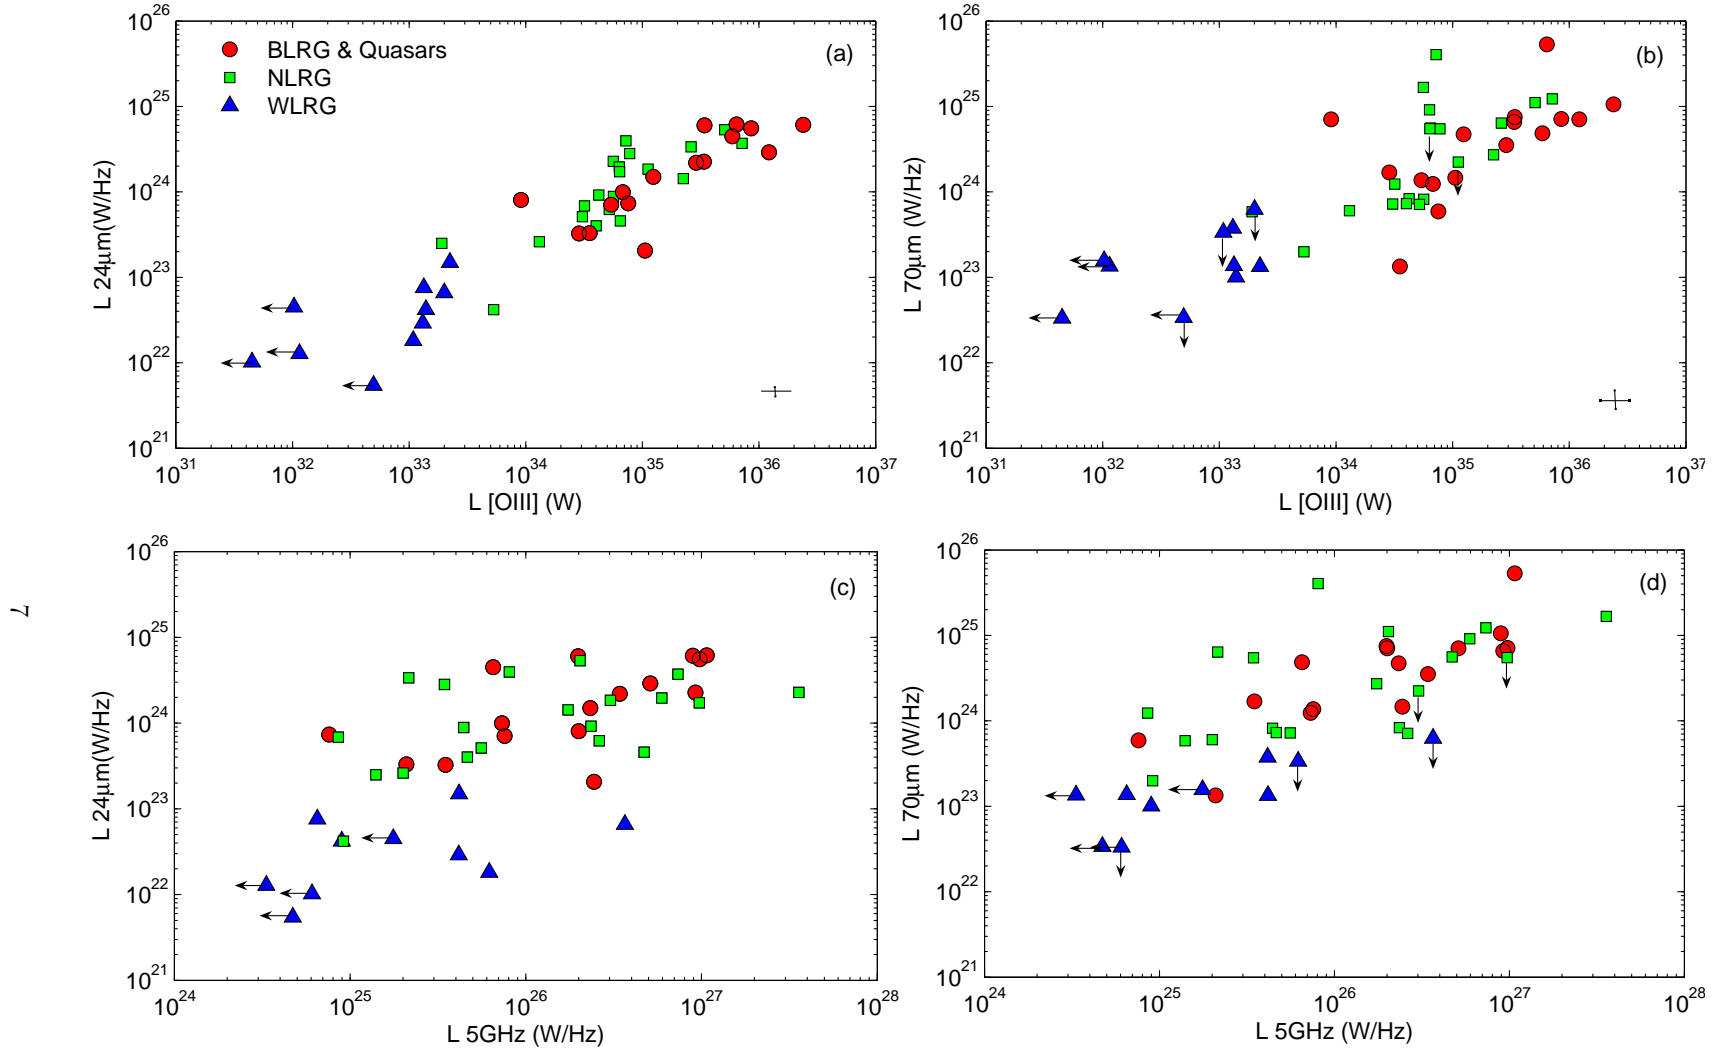 10^26
10^25
10^24
10^23
10^22
10^21
L 24μm(W/Hz)
BLRG & Quasars
NLRG
WLRG
(a)
10^31 10^32 10^33 10^34 10^35 10^36 10^37
L [OIII] (W)
10^26
10^25
10^24
10^23
10^22
10^21
L 70μm (W/Hz)
(b)
10^31 10^32 10^33 10^34 10^35 10^36 10^37
L [OIII] (W)
10^26
10^25
10^24
10^23
10^22
10^21
L 24μm(W/Hz)
(c)
10^24 10^25 10^26 10^27 10^28
L 5GHz (W/Hz)
10^26
10^25
10^24
10^23
10^22
10^21
L 70μm (W/Hz)
(d)
10^24 10^25 10^26 10^27 10^28
L 5GHz (W/Hz)
7